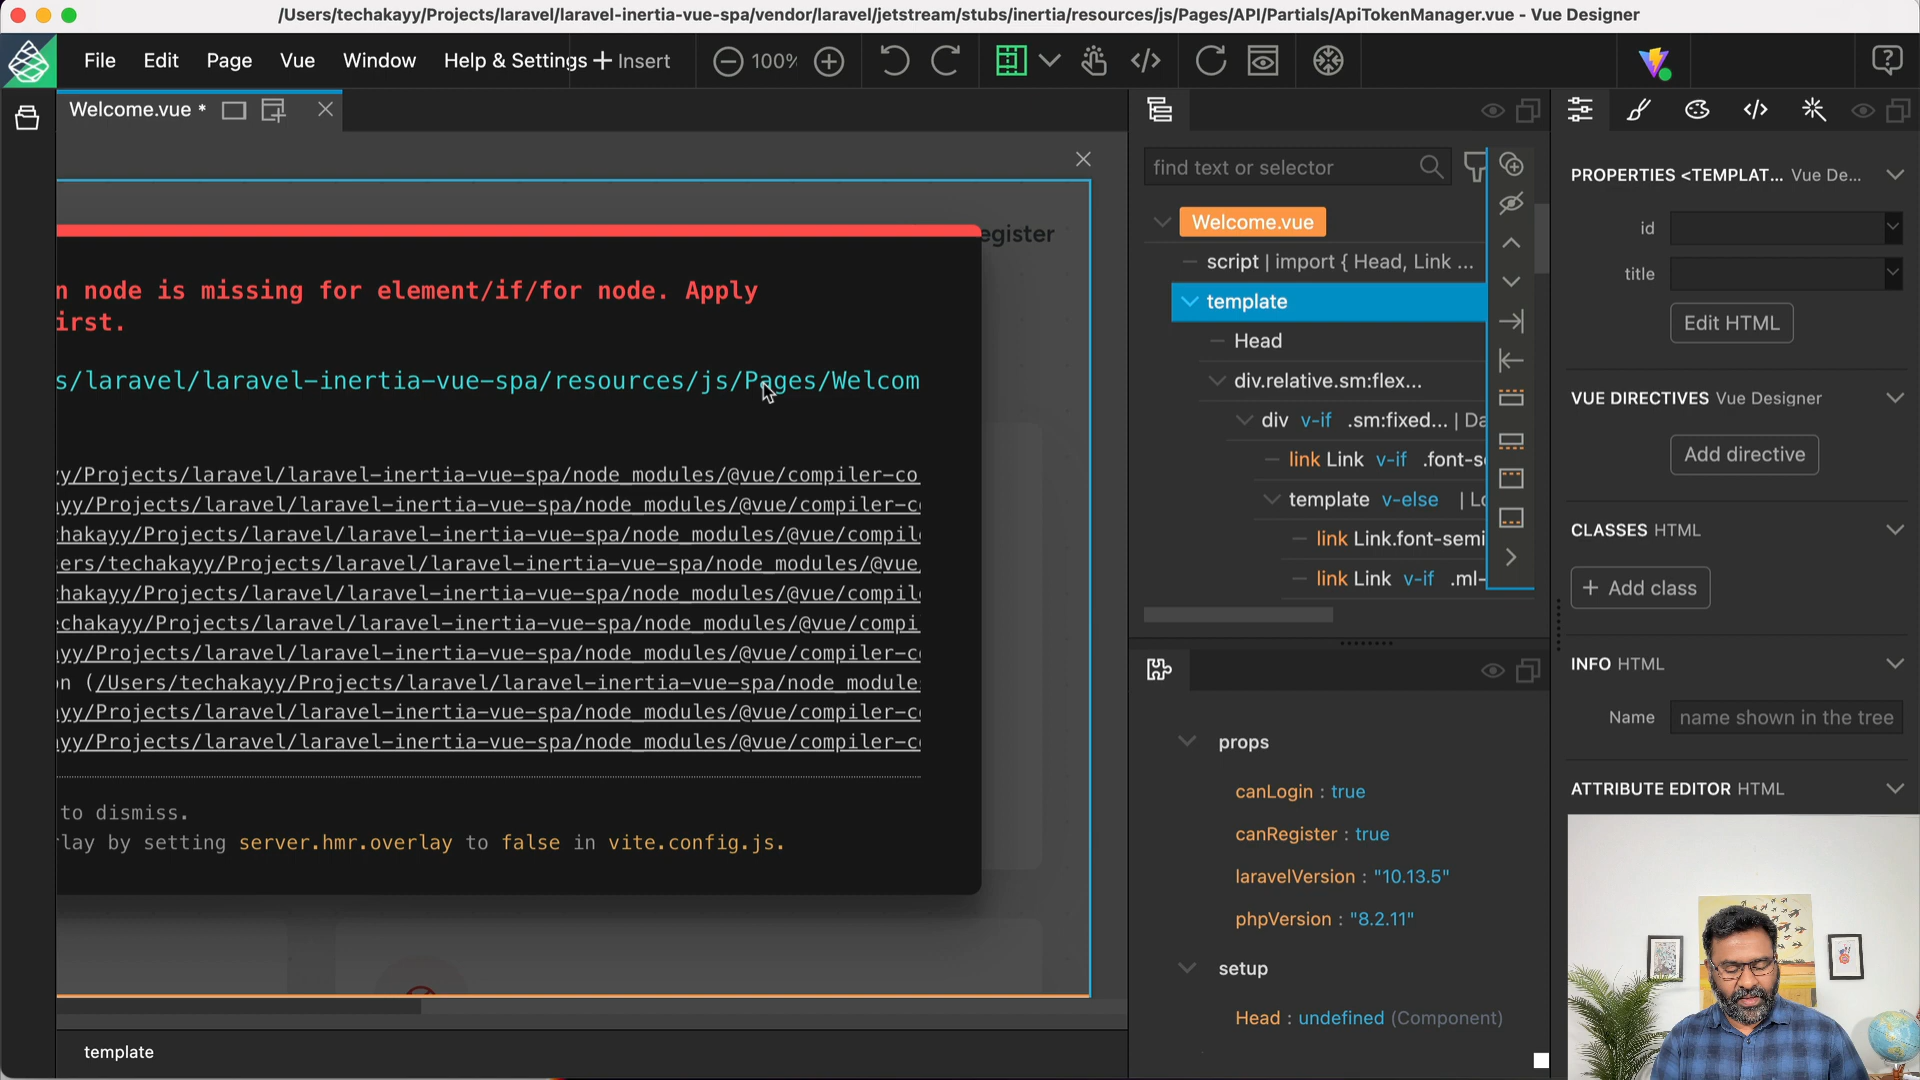 /Users/techakayy/Projects/laravel/laravel-inertia-vue-spa/vendor/laravel/jetstream/stubs/inertia/resources/js/Pages/API/Partials/ApiTokenManager.vue - Vue Designer
File Edit Page Vue Window Help & Settings Insert 100%
Welcome.vue *
egister
n node is missing for element/if/for node. Apply
irst.
s/laravel/laravel-inertia-vue-spa/resources/js/Pages/Welcom
yy/Projects/laravel/laravel-inertia-vue-spa/node_modules/@vue/compiler-co
ayy/Projects/laravel/laravel-inertia-vue-spa/node_modules/@vue/compiler-c
chakayy/Projects/laravel/laravel-inertia-vue-spa/node_modules/@vue/compil
sers/techakayy/Projects/laravel/laravel-inertia-vue-spa/node_modules/@vue
hakayy/Projects/laravel/laravel-inertia-vue-spa/node_modules/@vue/compil
echakayy/Projects/laravel/laravel-inertia-vue-spa/node_modules/@vue/compi
yy/Projects/laravel/laravel-inertia-vue-spa/node_modules/@vue/compiler-c
n (/Users/techakayy/Projects/laravel/laravel-inertia-vue-spa/node_module
yy/Projects/laravel/laravel-inertia-vue-spa/node_modules/@vue/compiler-c
ayy/Projects/laravel/laravel-inertia-vue-spa/node_modules/@vue/compiler-c
to dismiss.
rlay by setting server.hmr.overlay to false in vite.config.js.
template
find text or selector
Welcome.vue
script | import { Head, Link ...
template
Head
div.relative.sm:flex...
div v-if .sm:fixed... | Da
link Link v-if .font-s
template v-else | Lo
link Link.font-semi
link Link v-if .ml-
props
canLogin : true
canRegister : true
laravelVersion : "10.13.5"
phpVersion : "8.2.11"
setup
Head : undefined (Component)
PROPERTIES <TEMPLAT... Vue De...
id
title
Edit HTML
VUE DIRECTIVES Vue Designer
Add directive
CLASSES HTML
+ Add class
INFO HTML
Name name shown in the tree
ATTRIBUTE EDITOR HTML